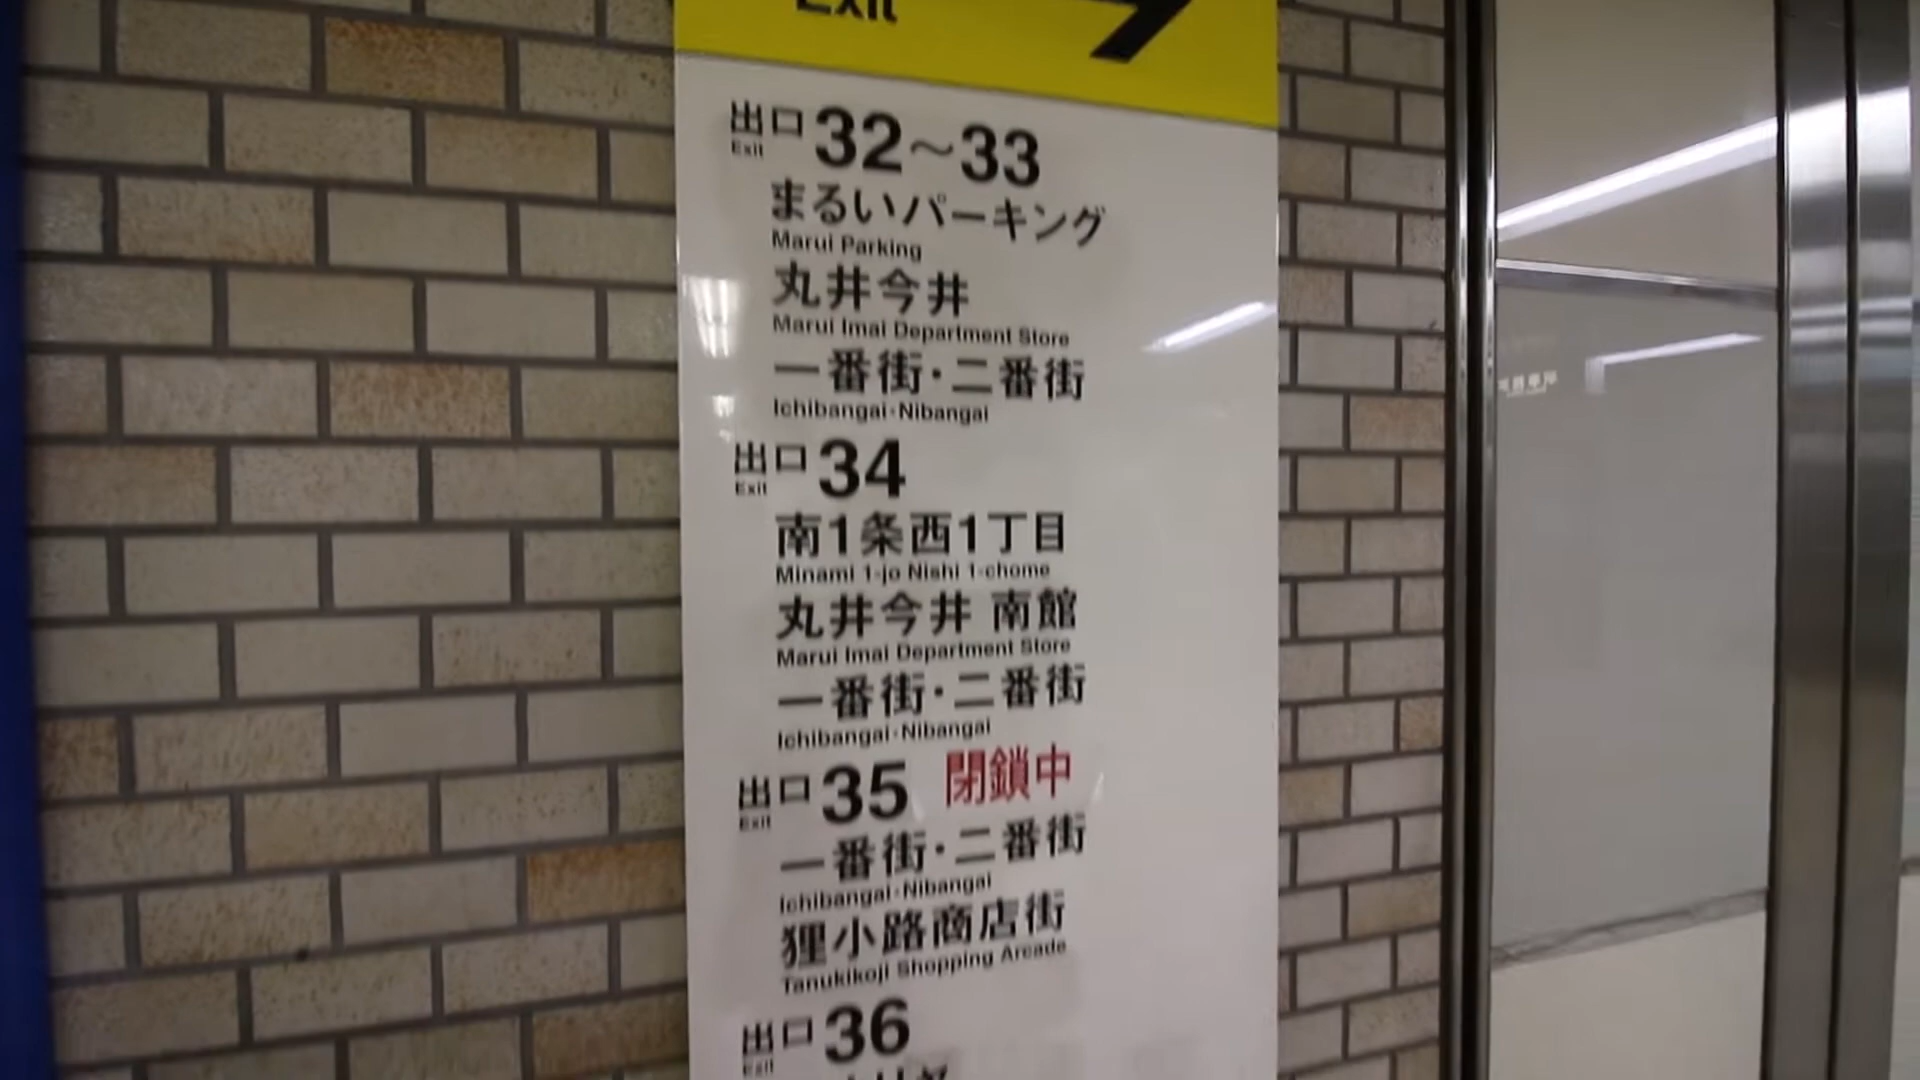 Exit
出口 32～33
Exit
まるいパーキング
Marui Parking
丸井今井
Marui Imai Department Store
一番街・二番街
Ichibangai・Nibangai
出口 34
Exit
南1条西1丁目
Minami 1-jo Nishi 1-chome
丸井今井 南館
Marui Imai Department Store
一番街・二番街
Ichibangai・Nibangai
出口 35 閉鎖中
Exit
一番街・二番街
Ichibangai・Nibangai
狸小路商店街
Tanukikoji Shopping Arcade
出口 36
Exit